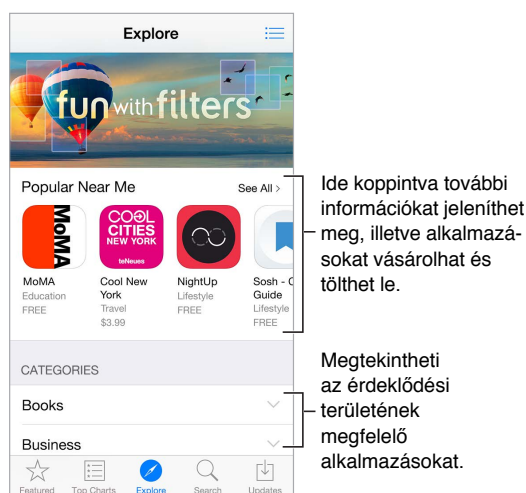 Explore
fun with filters
Popular Near Me
See All >
MoMA
COOL
CITIES
NEW YORK
teNeues
MoMA
Education
FREE
Cool New
York
Travel
$3.99
NightUp
Lifestyle
FREE
Sosh - C
Guide
Lifestyle
FREE
CATEGORIES
Books
Business
Featured
Top Charts
Explore
Search
Updates
Ide koppintva további
információkat jeleníthet
meg, illetve alkalmazá-
sokat vásárolhat és
tölthet le.
Megtekintheti
az érdeklődési
területének
megfelelő
alkalmazásokat.